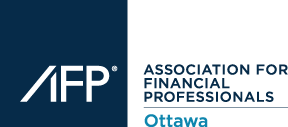 AFP®
ASSOCIATION FOR
FINANCIAL
PROFESSIONALS
Ottawa